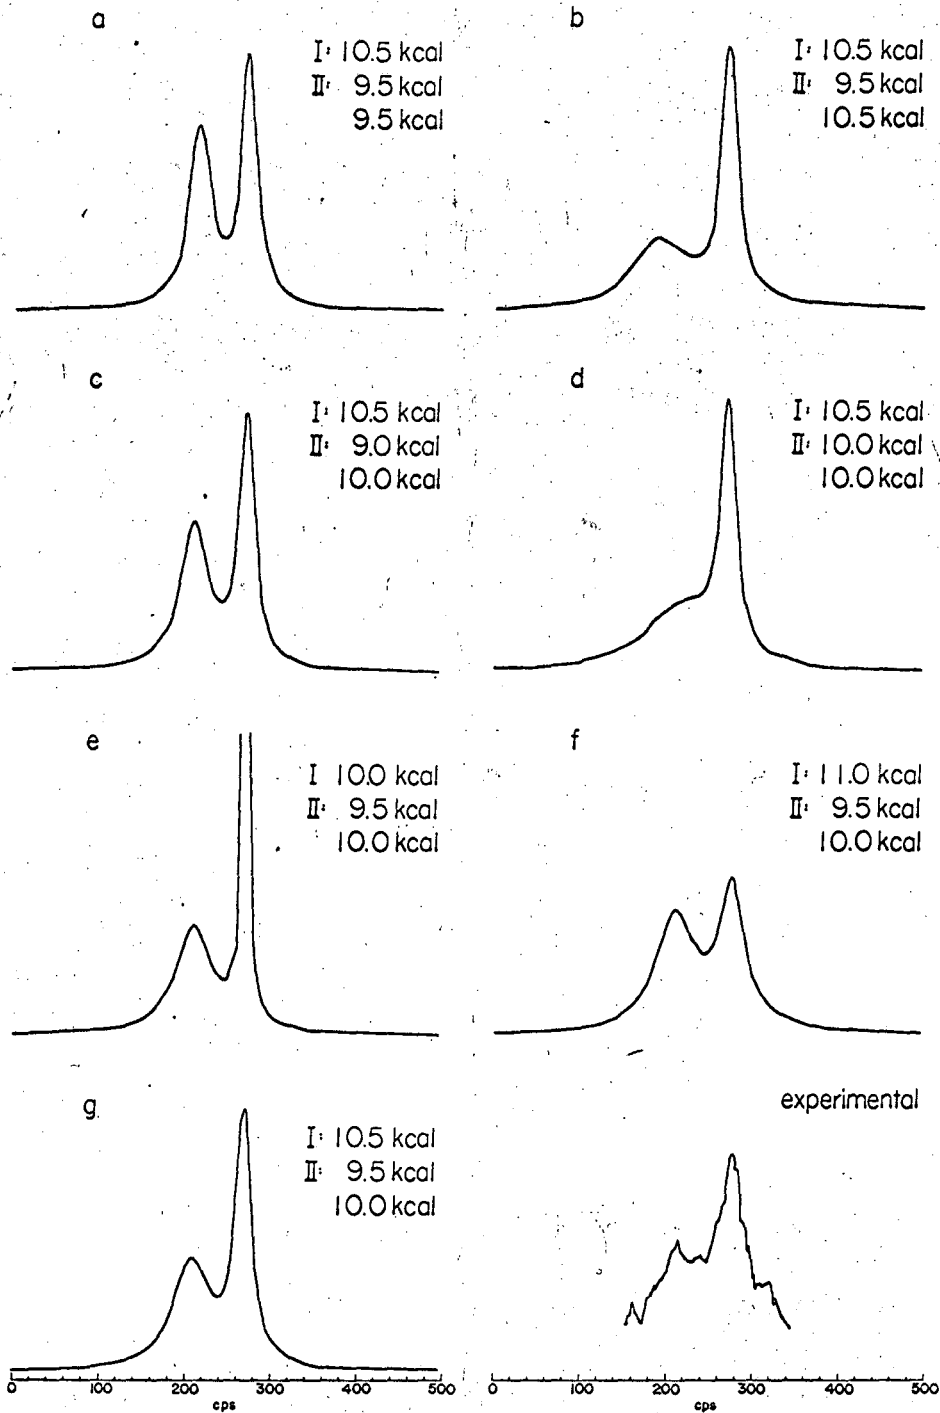 a
I: 10.5 kcal
II: 9.5 kcal
9.5 kcal
b
I: 10.5 kcal
II: 9.5 kcal
10.5 kcal
c
I: 10.5 kcal
II: 9.0 kcal
10.0 kcal
d
I: 10.5 kcal
II: 10.0 kcal
10.0 kcal
e
I 10.0 kcal
II: 9.5 kcal
10.0 kcal
f
I: 11.0 kcal
II: 9.5 kcal
10.0 kcal
g
I: 10.5 kcal
II: 9.5 kcal
10.0 kcal
experimental
0 100 200 300 400 500
cps
0 100 200 300 400 500
cps